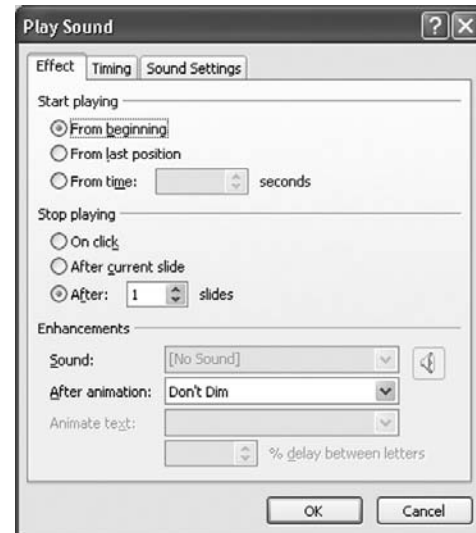 Play Sound
Effect Timing Sound Settings
Start playing
From beginning
From last position
From time: seconds
Stop playing
On click
After current slide
After: 1 slides
Enhancements
Sound: [No Sound]
After animation: Don't Dim
Animate text:
% delay between letters
OK Cancel